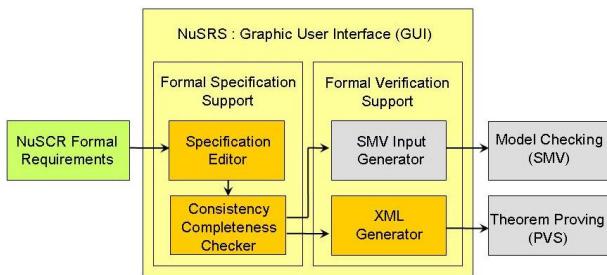 NuSRS : Graphic User Interface (GUI)
Formal Specification
Support
Formal Verification
Support
NuSCR Formal
Requirements
Specification
Editor
SMV Input
Generator
Model Checking
(SMV)
Consistency
Completeness
Checker
XML
Generator
Theorem Proving
(PVS)